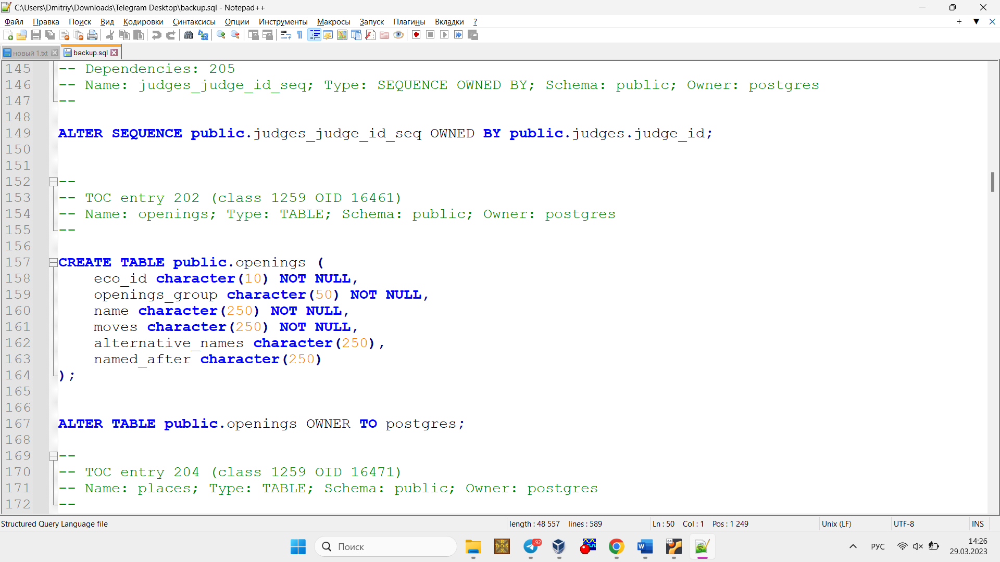 C:\Users\Dmitriy\Downloads\Telegram Desktop\backup.sql - Notepad++
Файл Правка Поиск Вид Кодировки Синтаксисы Опции Инструменты Макросы Запуск Плагины Вкладки ?
новый 1.txt backup.sql
145 -- Dependencies: 205
146 -- Name: judges_judge_id_seq; Type: SEQUENCE OWNED BY; Schema: public; Owner: postgres
147 --
148
149 ALTER SEQUENCE public.judges_judge_id_seq OWNED BY public.judges.judge_id;
150
151
152 --
153 -- TOC entry 202 (class 1259 OID 16461)
154 -- Name: openings; Type: TABLE; Schema: public; Owner: postgres
155 --
156
157 CREATE TABLE public.openings (
158     eco_id character(10) NOT NULL,
159     openings_group character(50) NOT NULL,
160     name character(250) NOT NULL,
161     moves character(250) NOT NULL,
162     alternative_names character(250),
163     named_after character(250)
164 );
165
166
167 ALTER TABLE public.openings OWNER TO postgres;
168
169 --
170 -- TOC entry 204 (class 1259 OID 16471)
171 -- Name: places; Type: TABLE; Schema: public; Owner: postgres
172 --
Structured Query Language file length : 48 557 lines : 589 Ln : 50 Col : 1 Pos : 1 249 Unix (LF) UTF-8 INS
Поиск ..92 64 РУС 14:26
29.03.2023